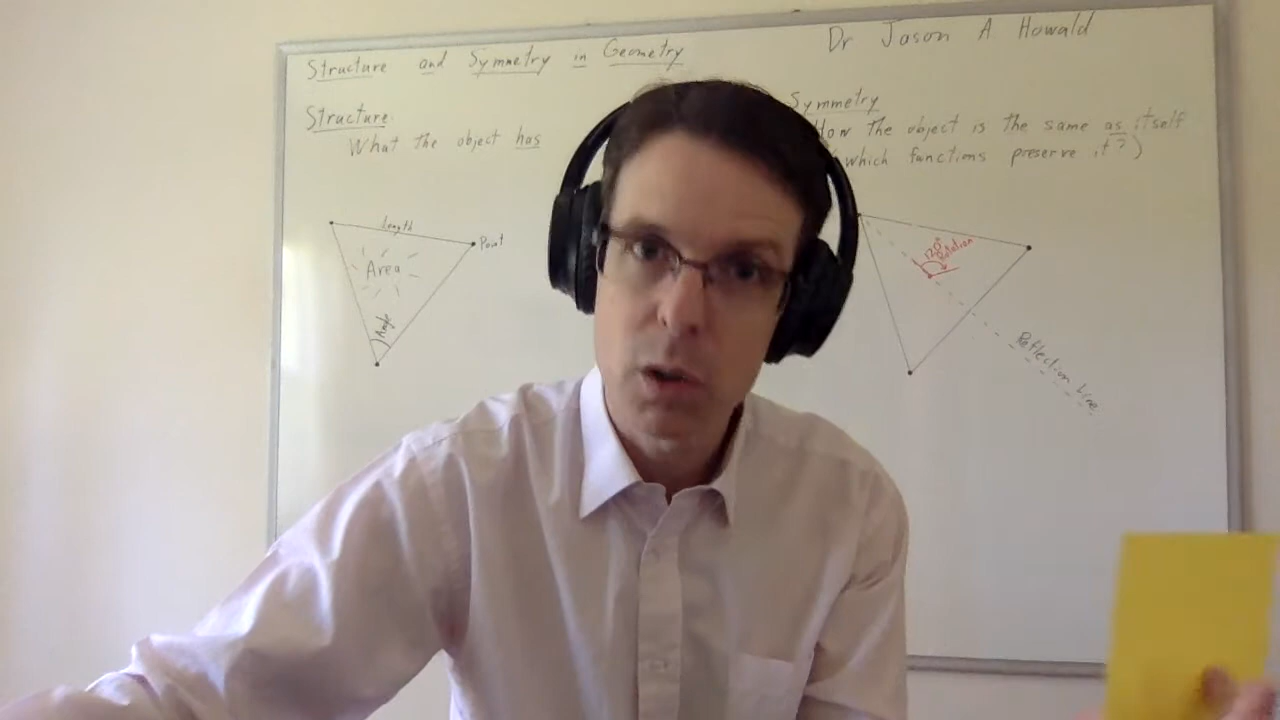 Structure and Symmetry in Geometry
Dr Jason A Howald
Structure:
What the object has
Length
Point
Area
Angle
Symmetry
How the object is the same as itself
which functions preserve it?)
120°
Rotation
Reflection Line